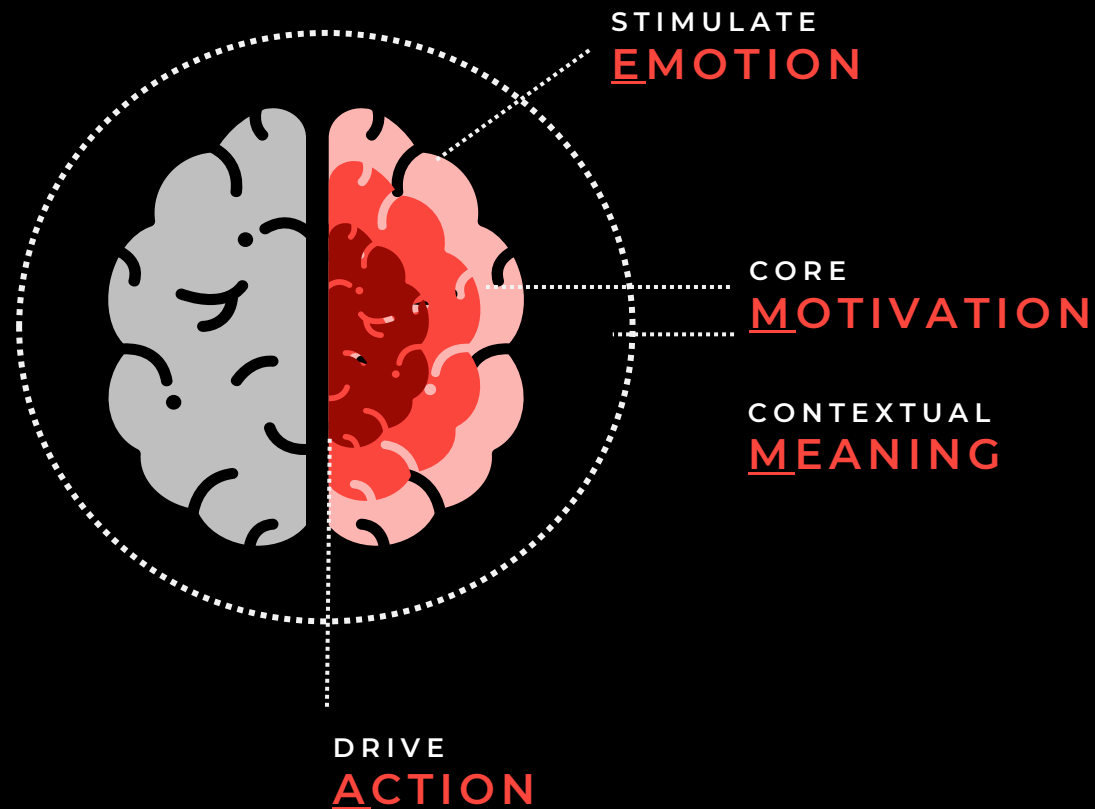 STIMULATE
EMOTION
CORE
MOTIVATION
CONTEXTUAL
MEANING
DRIVE
ACTION